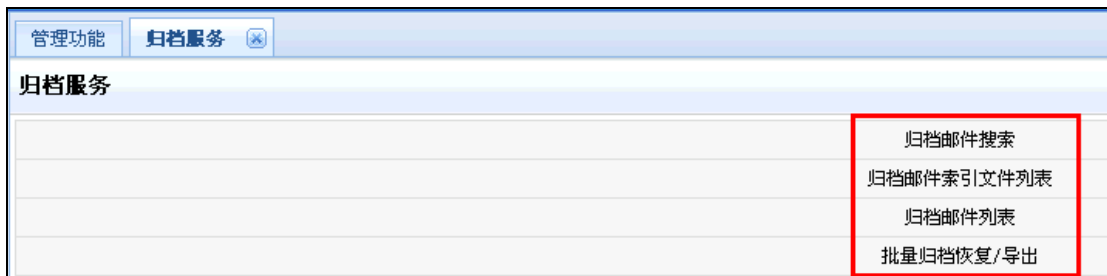 管理功能 归档服务
归档服务
归档邮件搜索
归档邮件索引文件列表
归档邮件列表
批量归档恢复/导出